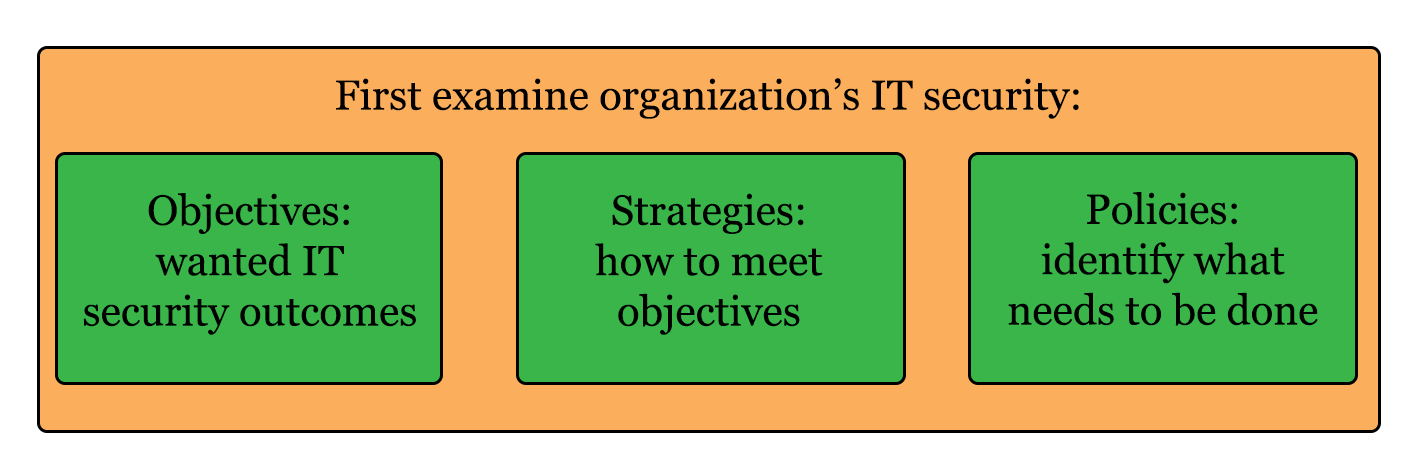 First examine organization’s IT security:
Objectives:
wanted IT
security outcomes
Strategies:
how to meet
objectives
Policies:
identify what
needs to be done